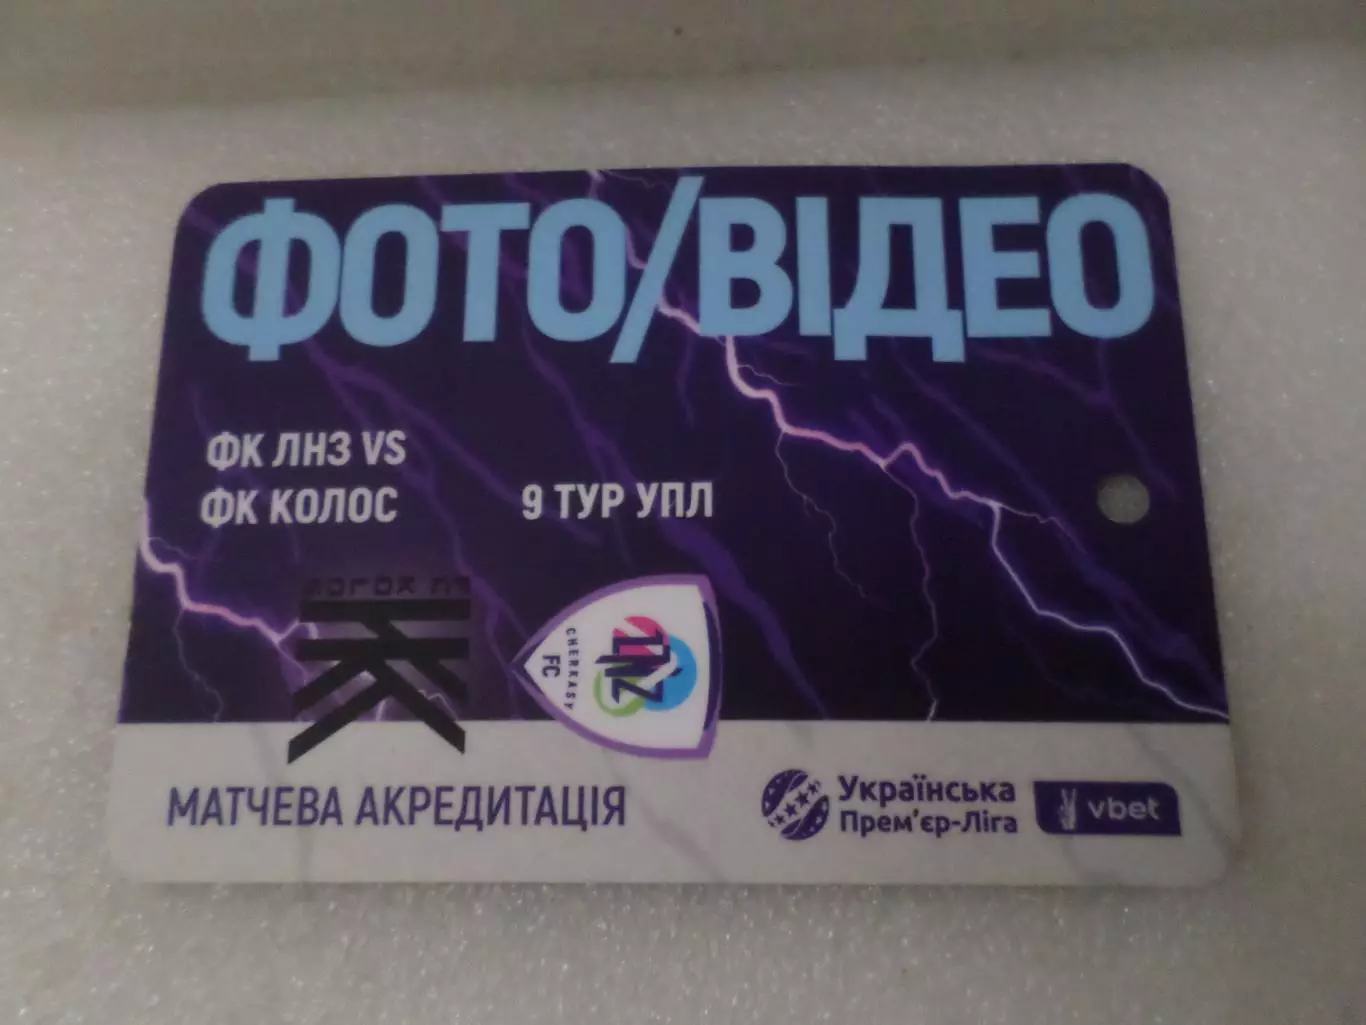 ФОТО/ВІДЕО
ФК ЛНЗ VS
ФК КОЛОС
9 ТУР УПЛ
LNZ
CHERKASY
FC
МАТЧЕВА АКРЕДИТАЦІЯ
Українська
Прем'єр-Ліга
vbet